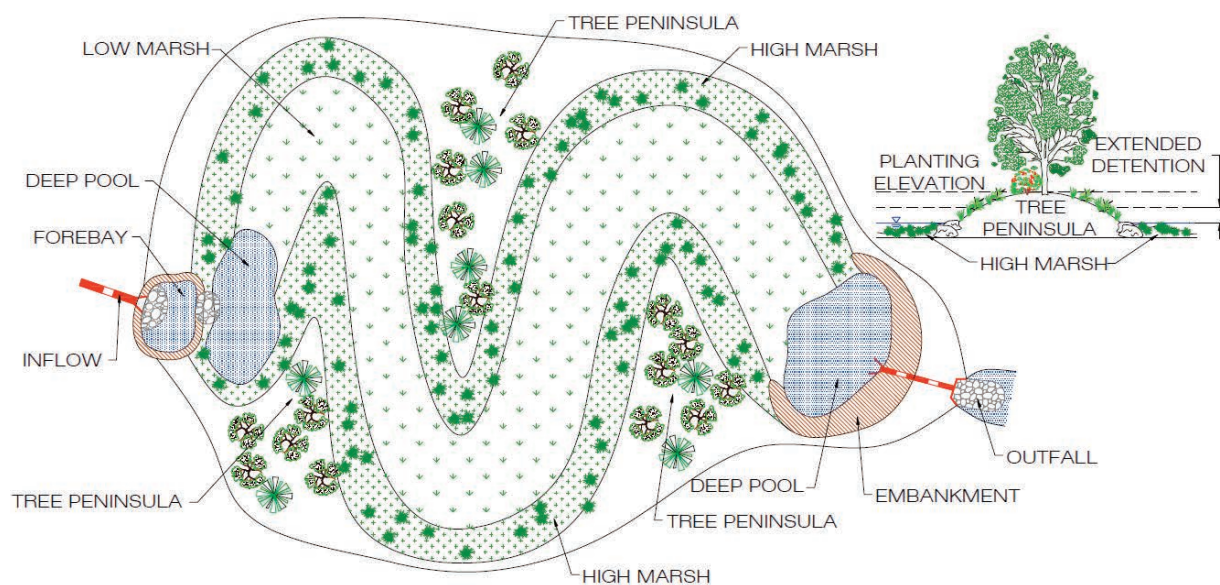 TREE PENINSULA
LOW MARSH
HIGH MARSH
DEEP POOL
FOREBAY
INFLOW
PLANTING
ELEVATION
EXTENDED
DETENTION
TREE
PENINSULA
HIGH MARSH
TREE PENINSULA
DEEP POOL
TREE PENINSULA
EMBANKMENT
OUTFALL
HIGH MARSH